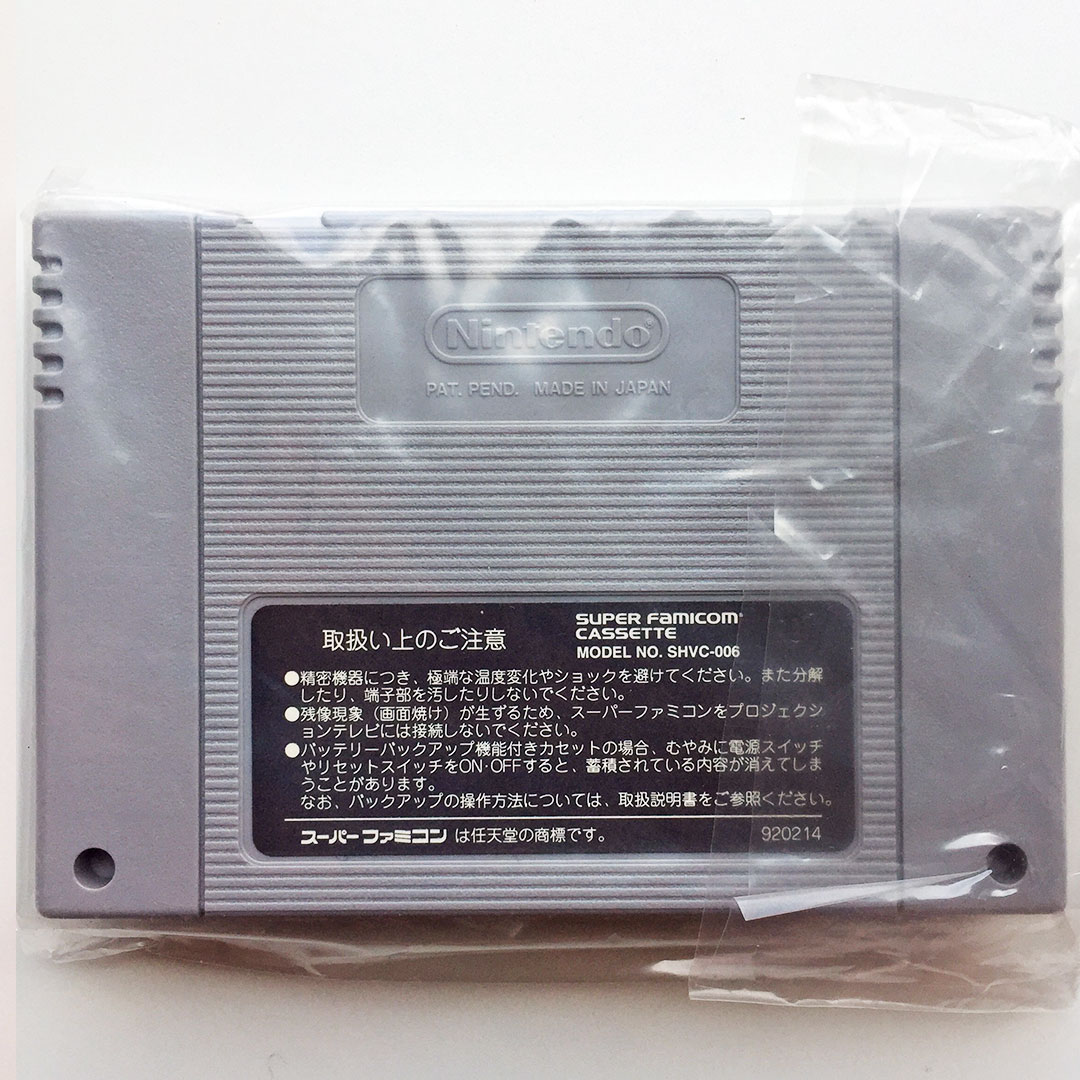 Nintendo®
PAT. PEND. MADE IN JAPAN
取扱い上のご注意
SUPER FAMICOM®
CASSETTE
MODEL NO. SHVC-006
●精密機器につき、極端な温度変化やショックを避けてください。また分解
したり、端子部を汚したりしないでください。
●残像現象（画面焼け）が生ずるため、スーパーファミコンをプロジェクシ
ョンテレビには接続しないでください。
●バッテリーバックアップ機能付きカセットの場合、むやみに電源スイッチ
やリセットスイッチをON·OFFすると、蓄積されている内容が消えてしま
うことがあります。
なお、バックアップの操作方法については、取扱説明書をご参照ください。
スーパーファミコンは任天堂の商標です。
920214